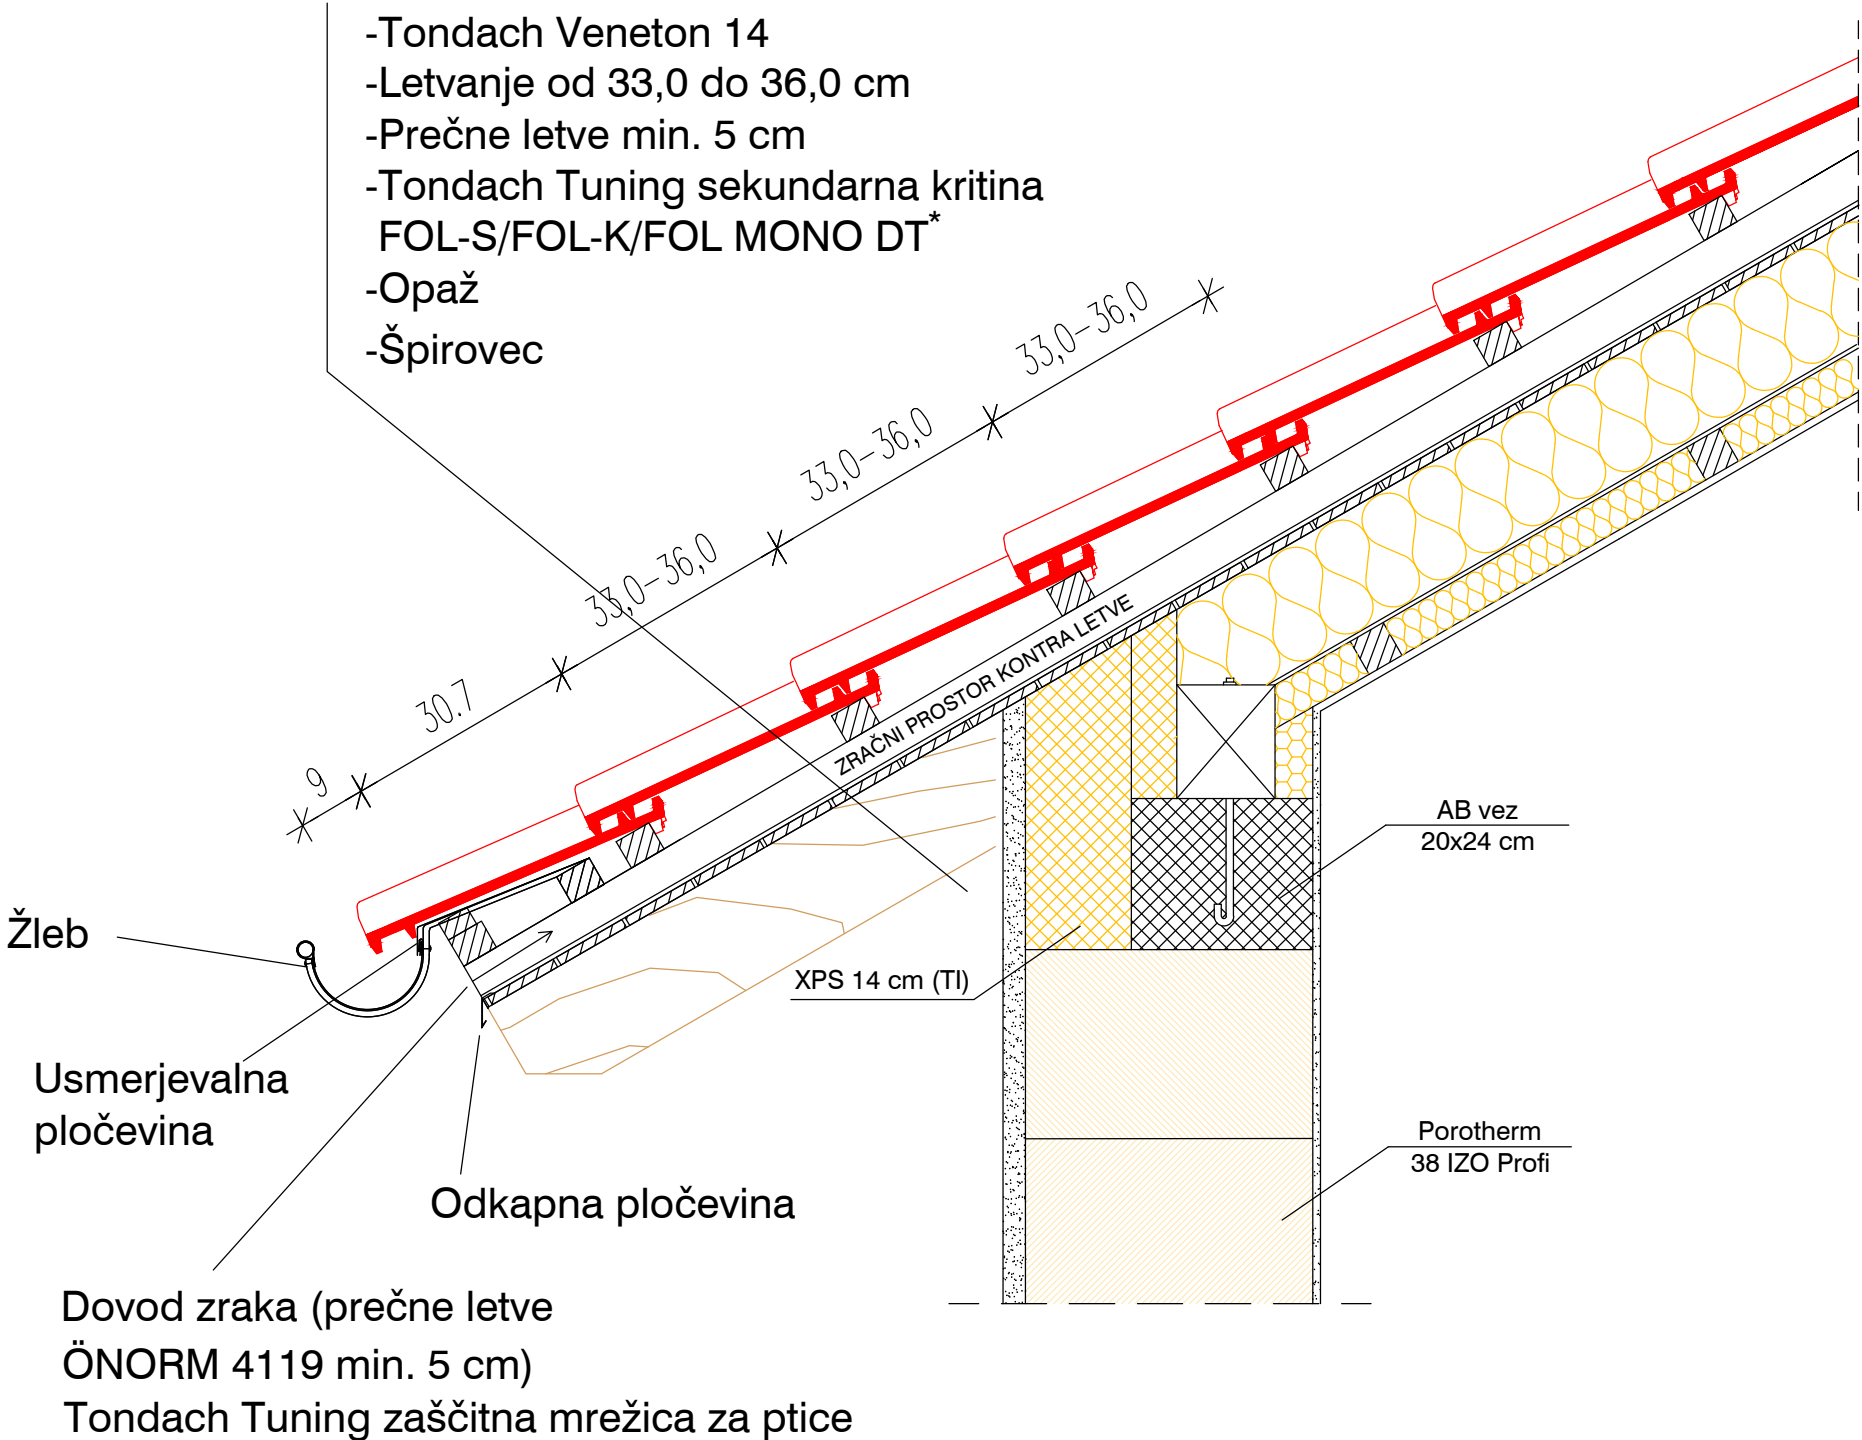 -Tondach Veneton 14
-Letvanje od 33,0 do 36,0 cm
-Prečne letve min. 5 cm
-Tondach Tuning sekundarna kritina
FOL-S/FOL-K/FOL MONO DT*
-Opaž
-Špirovec
33,0-36,0
33,0-36,0
33,0-36,0
30.7
9
ZRAČNI PROSTOR KONTRA LETVE
AB vez
20x24 cm
Žleb
XPS 14 cm (TI)
Usmerjevalna
pločevina
Porotherm
38 IZO Profi
Odkapna pločevina
Dovod zraka (prečne letve
ÖNORM 4119 min. 5 cm)
Tondach Tuning zaščitna mrežica za ptice